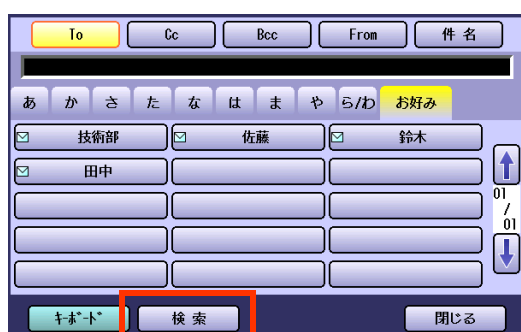 To Cc Bcc From 件 名
あ か さ た な は ま や ら/わ お好み
技術部 佐藤 鈴木
田中
01
/
01
ｷｰﾎﾞｰﾄﾞ 検 索 閉じる